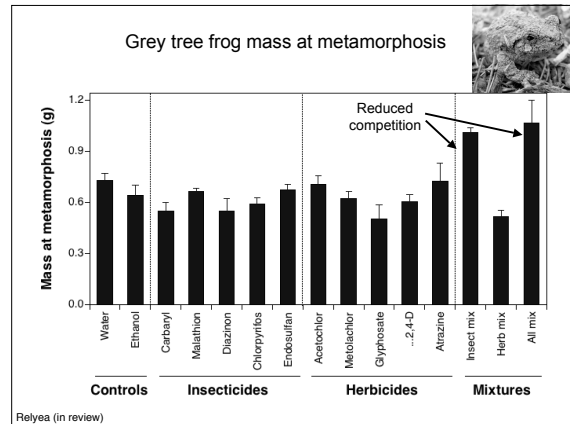 Grey tree frog mass at metamorphosis
Reduced
competition
Mass at metamorphosis (g)
1.2
0.9
0.6
0.3
0.0
Water
Ethanol
Carbaryl
Malathion
Diazinon
Chlorpyrifos
Endosulfan
Acetochlor
Metolachlor
Glyphosate
...2,4-D
Atrazine
Insect mix
Herb mix
All mix
Controls
Insecticides
Herbicides
Mixtures
Relyea (in review)